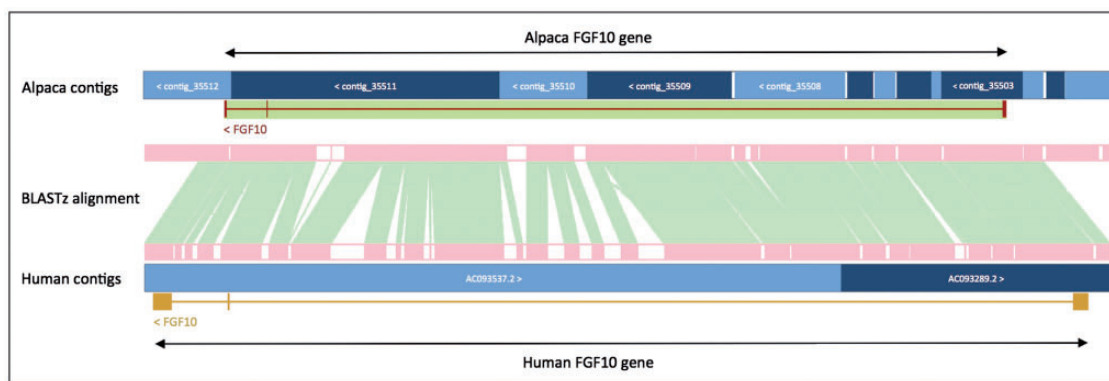 Alpaca FGF10 gene
Alpaca contigs
< contig_35512
< contig_35511
< contig_35510
< contig_35509
< contig_35508
< contig_35503
< FGF10
BLASTz alignment
Human contigs
AC093537.2 >
AC093289.2 >
< FGF10
Human FGF10 gene